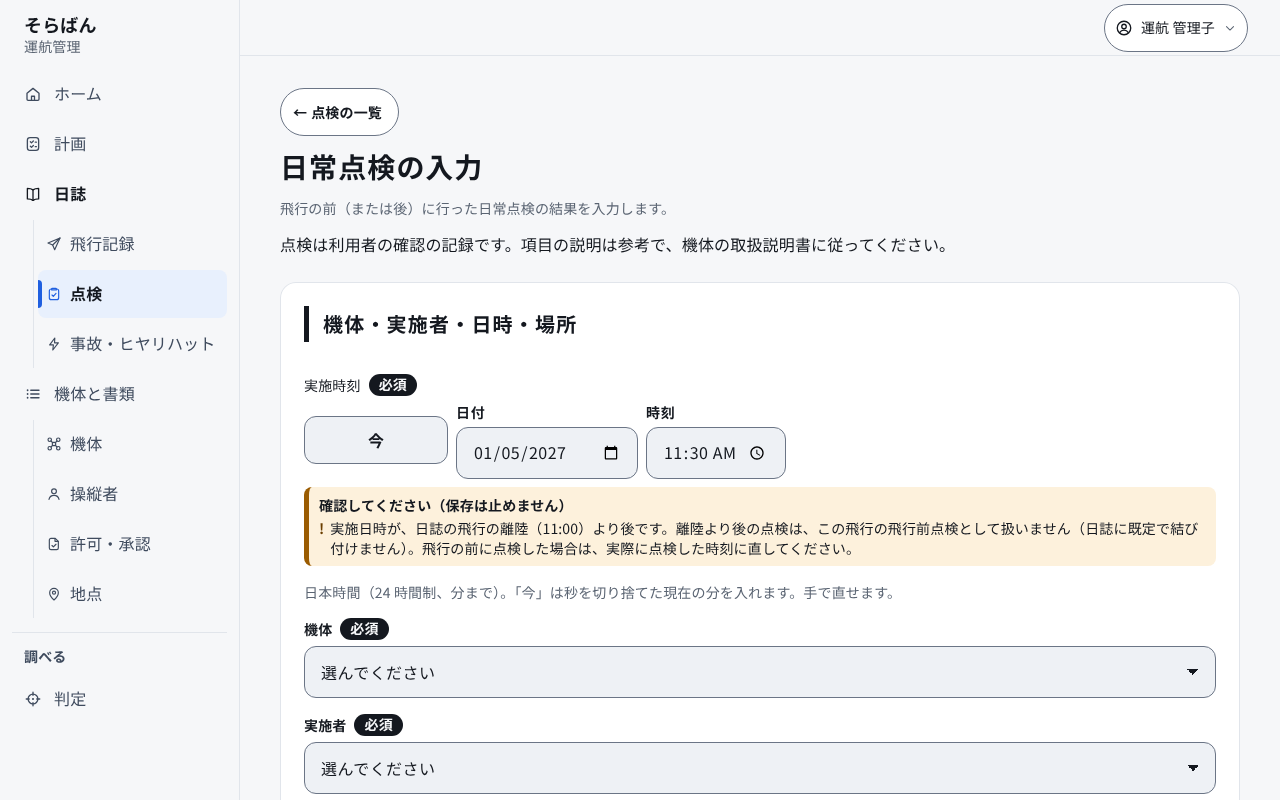 そらばん
運航管理
運航 管理子
ホーム
計画
日誌
飛行記録
点検
事故・ヒヤリハット
機体と書類
機体
操縦者
許可・承認
地点
調べる
判定
← 点検の一覧
日常点検の入力
飛行の前（または後）に行った日常点検の結果を入力します。
点検は利用者の確認の記録です。項目の説明は参考で、機体の取扱説明書に従ってください。
機体・実施者・日時・場所
実施時刻 必須
今
日付
01/05/2027
時刻
11:30 AM
確認してください（保存は止めません）
! 実施日時が、日誌の飛行の離陸（11:00）より後です。離陸より後の点検は、この飛行の飛行前点検として扱いません（日誌に既定で結び
付けません）。飛行の前に点検した場合は、実際に点検した時刻に直してください。
日本時間（24 時間制、分まで）。「今」は秒を切り捨てた現在の分を入れます。手で直せます。
機体 必須
選んでください
実施者 必須
選んでください